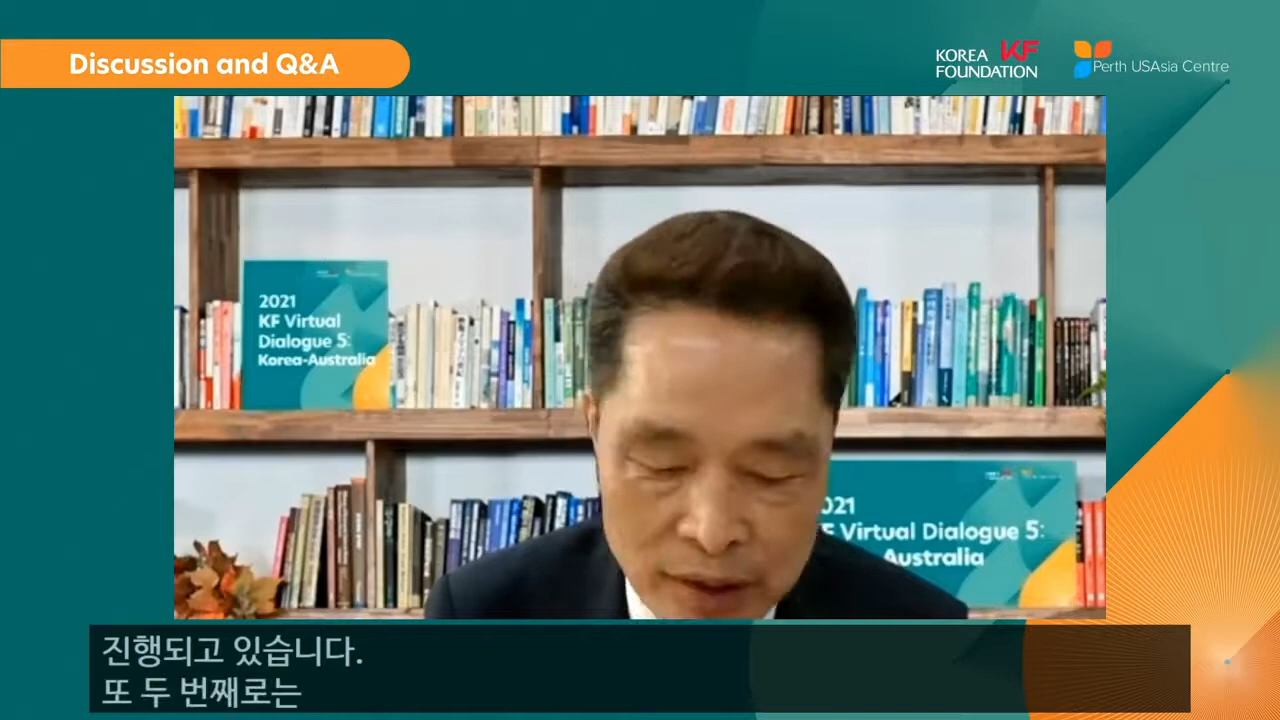 Discussion and Q&A
KOREA KF
FOUNDATION
Perth USAsia Centre
2021
KF Virtual
Dialogue 5:
Korea-Australia
Virtual Dialogue 5:
Australia
진행되고 있습니다.
또 두 번째로는